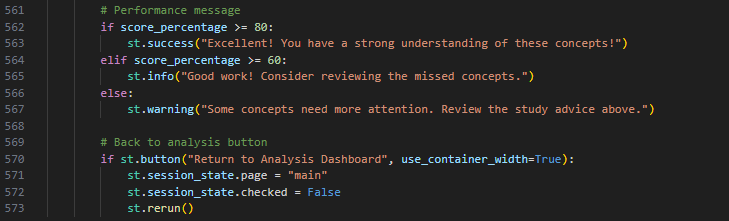 561 # Performance message
562 if score_percentage >= 80:
563 st.success("Excellent! You have a strong understanding of these concepts!")
564 elif score_percentage >= 60:
565 st.info("Good work! Consider reviewing the missed concepts.")
566 else:
567 st.warning("Some concepts need more attention. Review the study advice above.")
568
569 # Back to analysis button
570 if st.button("Return to Analysis Dashboard", use_container_width=True):
571 st.session_state.page = "main"
572 st.session_state.checked = False
573 st.rerun()